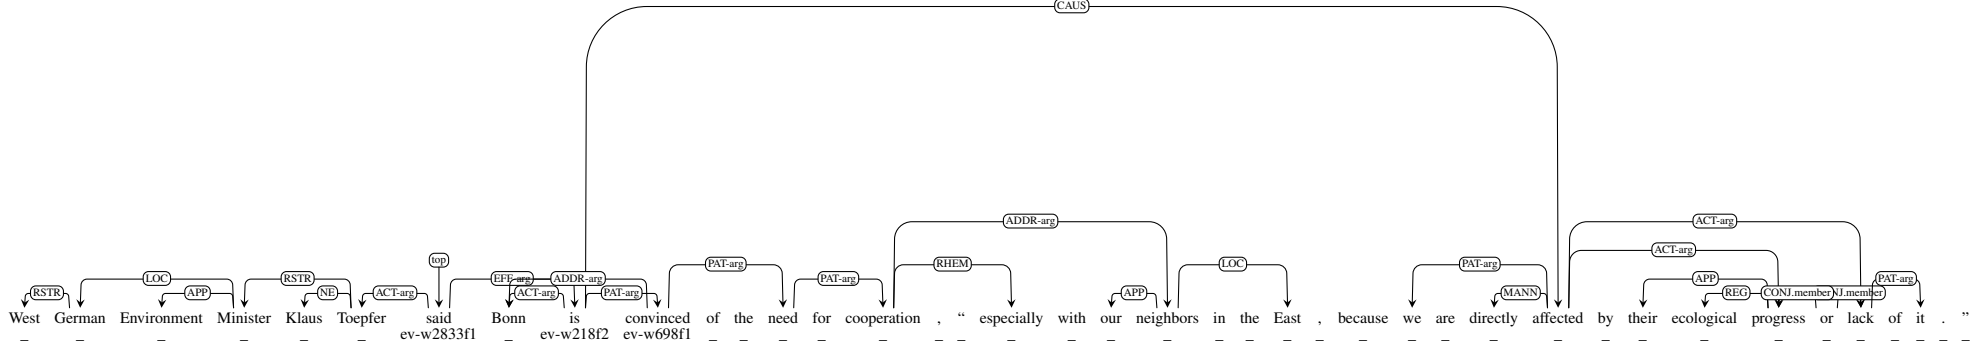 CAUS
ADDR-arg ACT-arg
ACT-arg
top PAT-arg LOC PAT-arg
LOC RSTR EFF-arg ADDR-arg PAT-arg RHEM APP PAT-arg
RSTR APP NE ACT-arg ACT-arg PAT-arg APP MANN REG CONJ.member NJ.member
West German Environment Minister Klaus Toepfer said Bonn is convinced of the need for cooperation , “ especially with our neighbors in the East , because we are directly affected by their ecological progress or lack of it . ”
ev-w2833f1 ev-w218f2 ev-w698f1
_ _ _ _ _ _ _ _ _ _ _ _ _ _ _ _ _ _ _ _ _ _ _ _ _ _ _ _ _ _ _ _ _ _ _ _ _ _